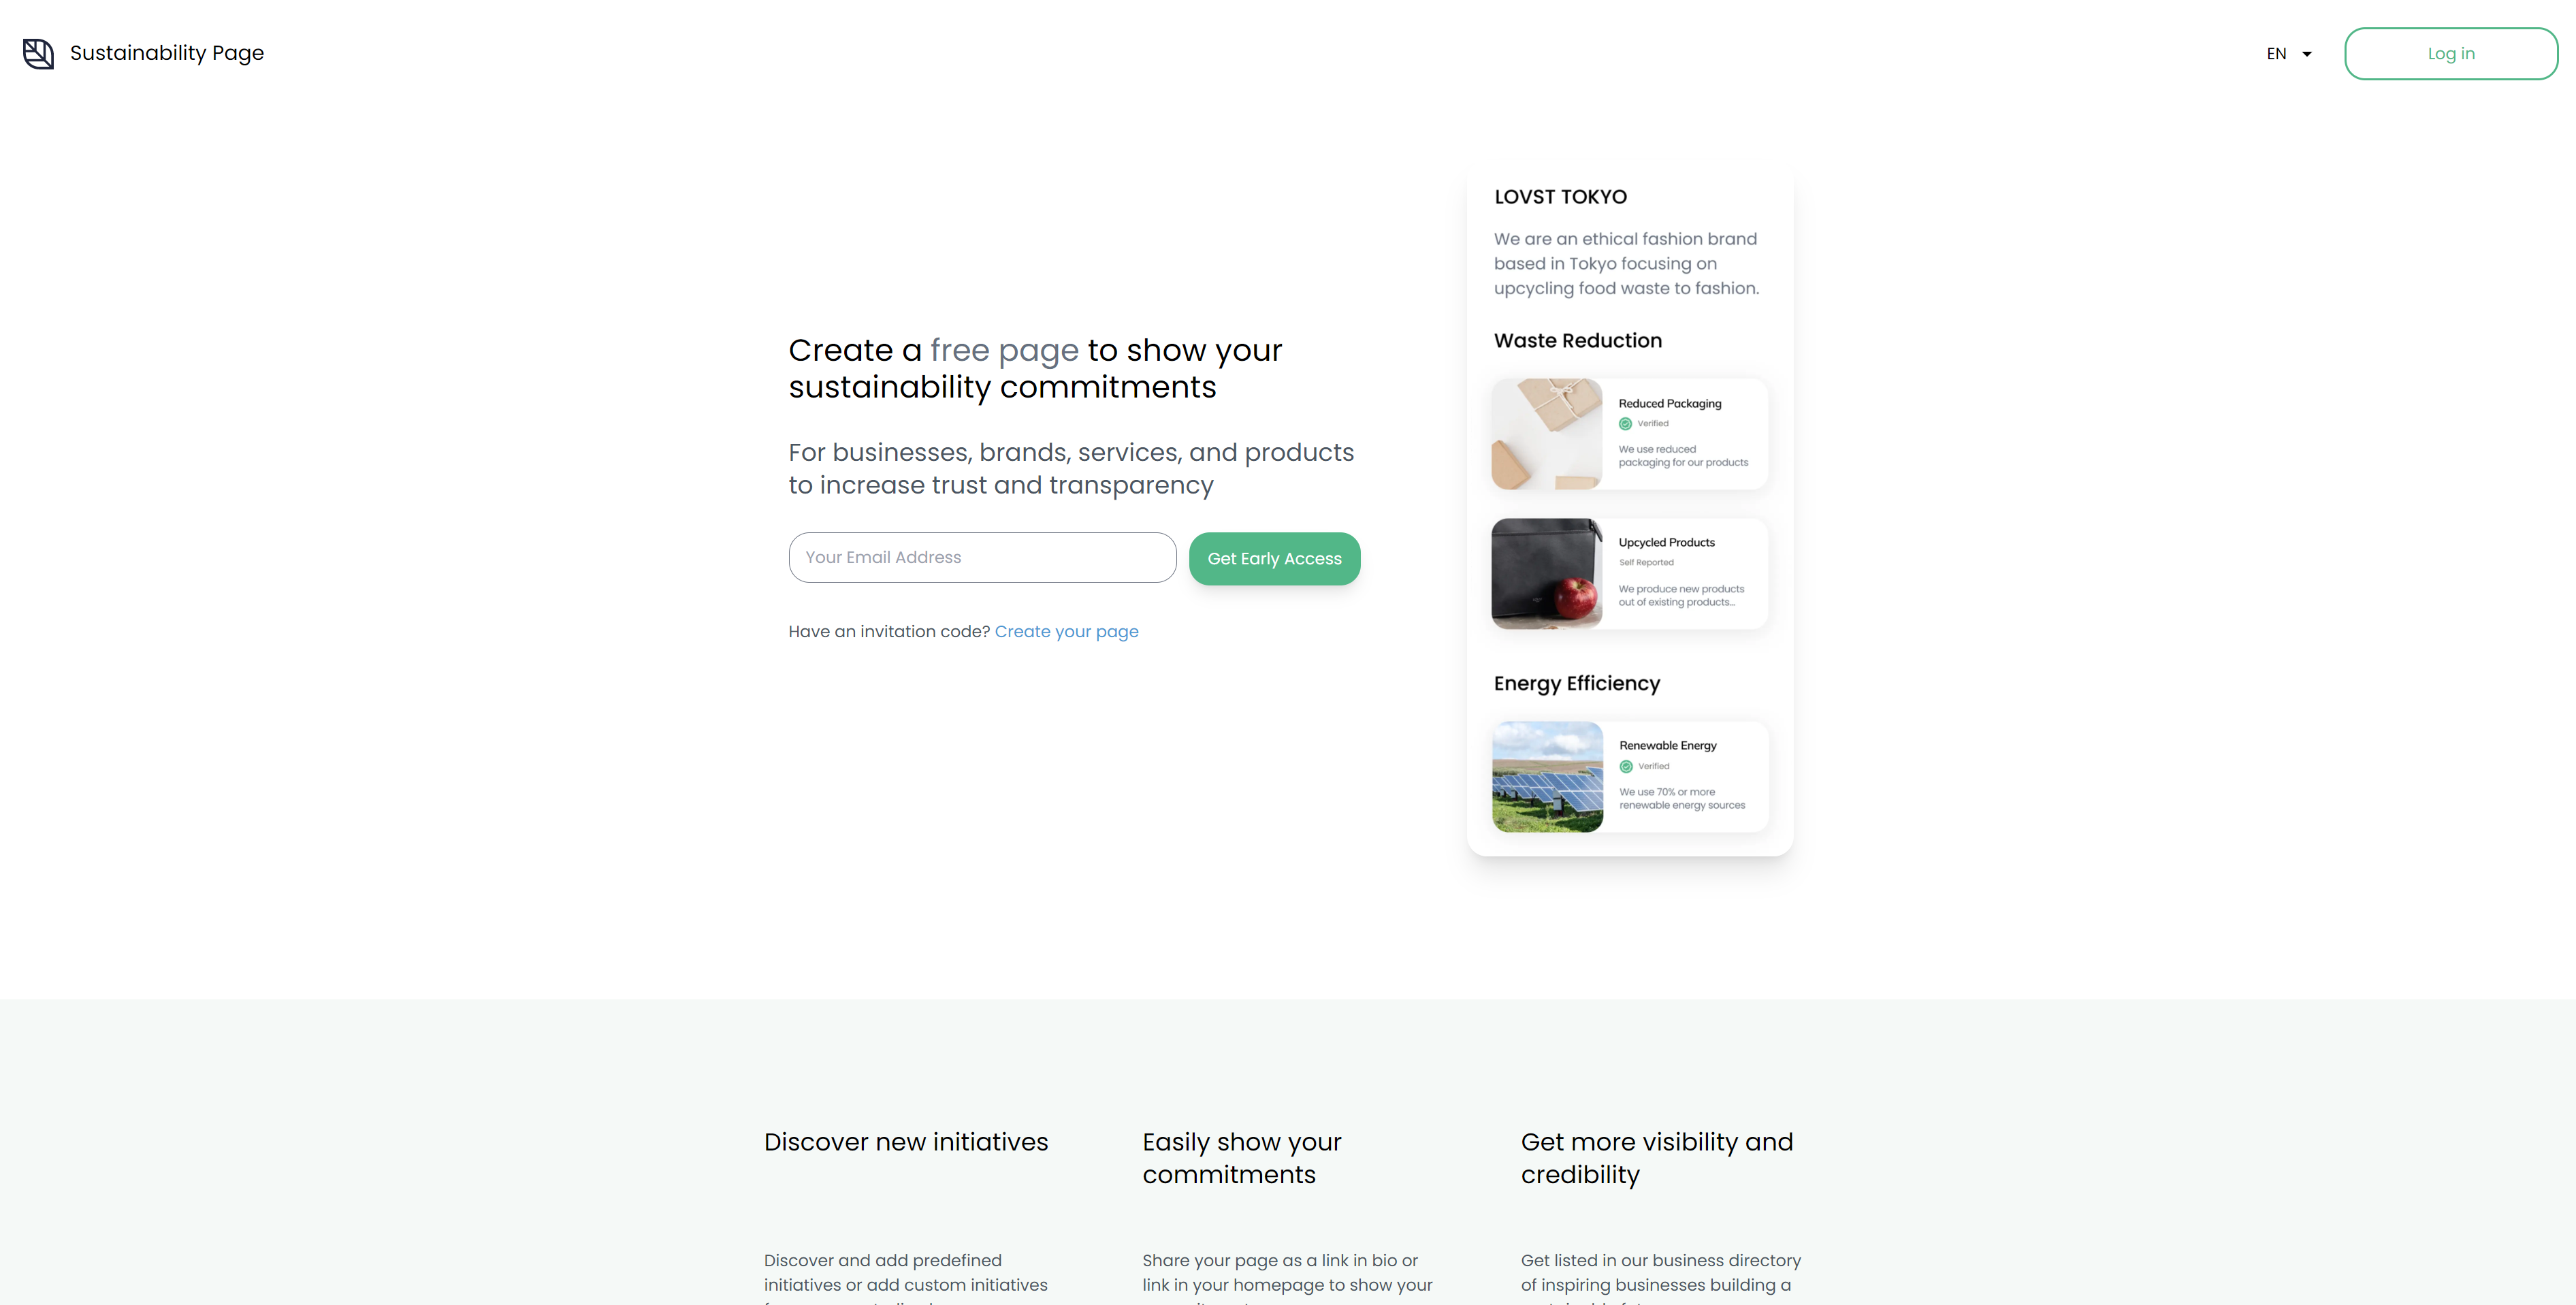 Sustainability Page
EN
Log in
Create a free page to show your
sustainability commitments
For businesses, brands, services, and products
to increase trust and transparency
Your Email Address
Get Early Access
Have an invitation code? Create your page
LOVST TOKYO
We are an ethical fashion brand
based in Tokyo focusing on
upcycling food waste to fashion.
Waste Reduction
Reduced Packaging
Verified
We use reduced
packaging for our products
Upcycled Products
Self Reported
We produce new products
out of existing products...
Energy Efficiency
Renewable Energy
Verified
We use 70% or more
renewable energy sources
Discover new initiatives
Discover and add predefined
initiatives or add custom initiatives
Easily show your
commitments
Share your page as a link in bio or
link in your homepage to show your
Get more visibility and
credibility
Get listed in our business directory
of inspiring businesses building a